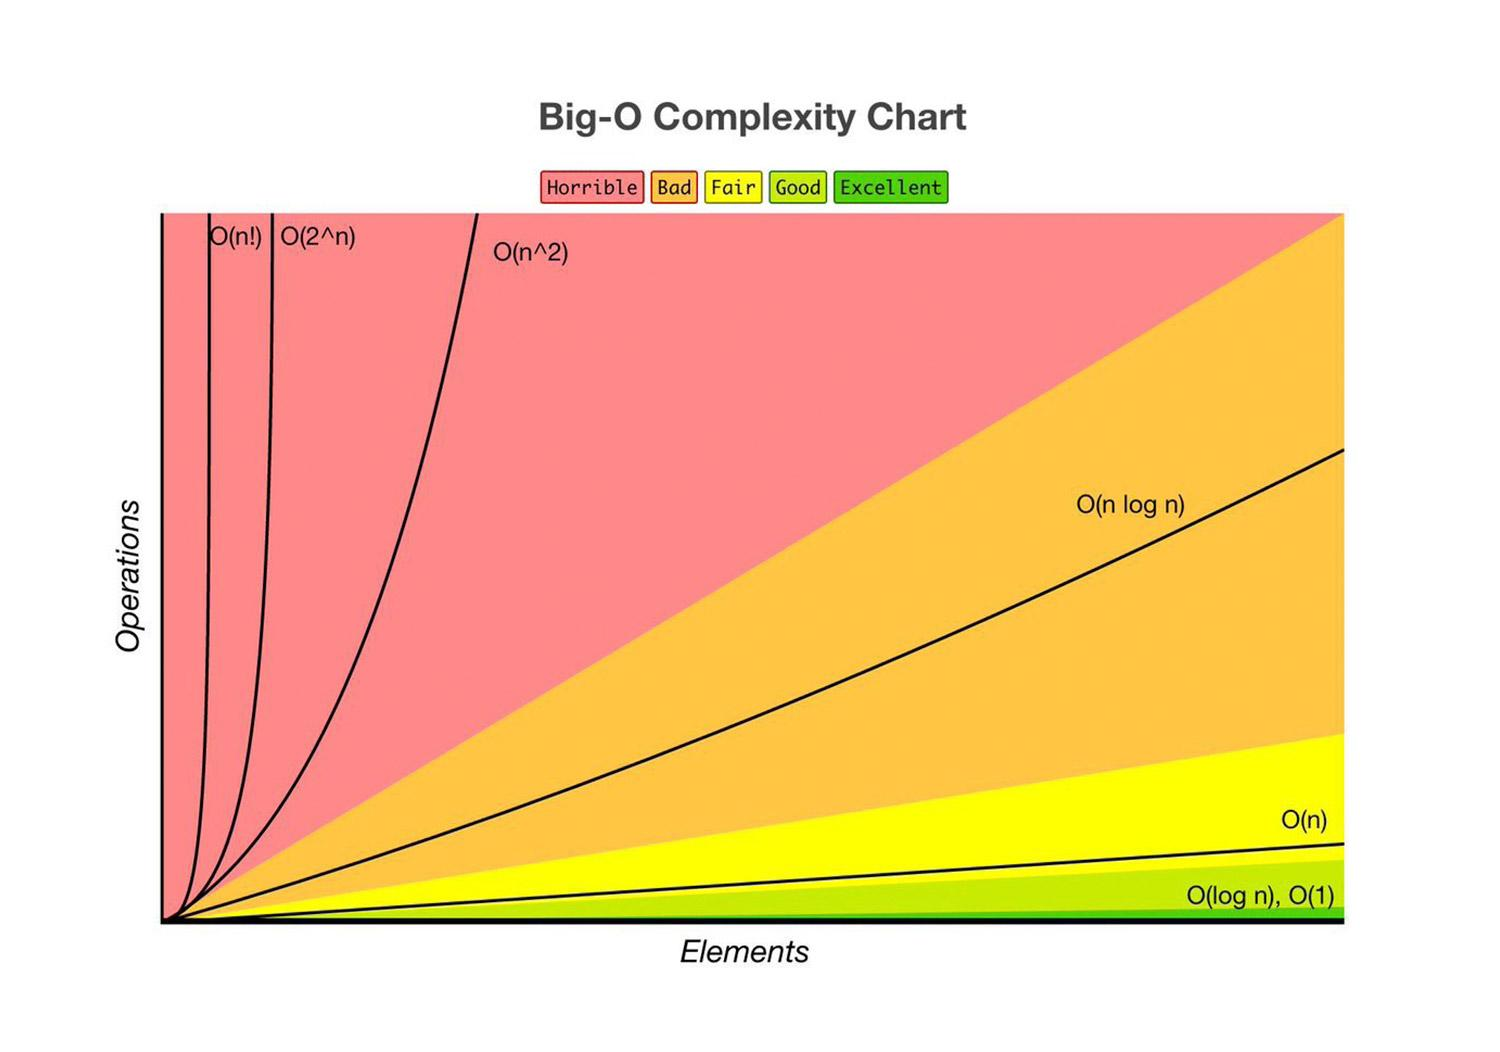 Big-O Complexity Chart
Horrible Bad Fair Good Excellent
O(n!) O(2^n)
O(n^2)
O(n log n)
Operations
O(n)
O(log n), O(1)
Elements